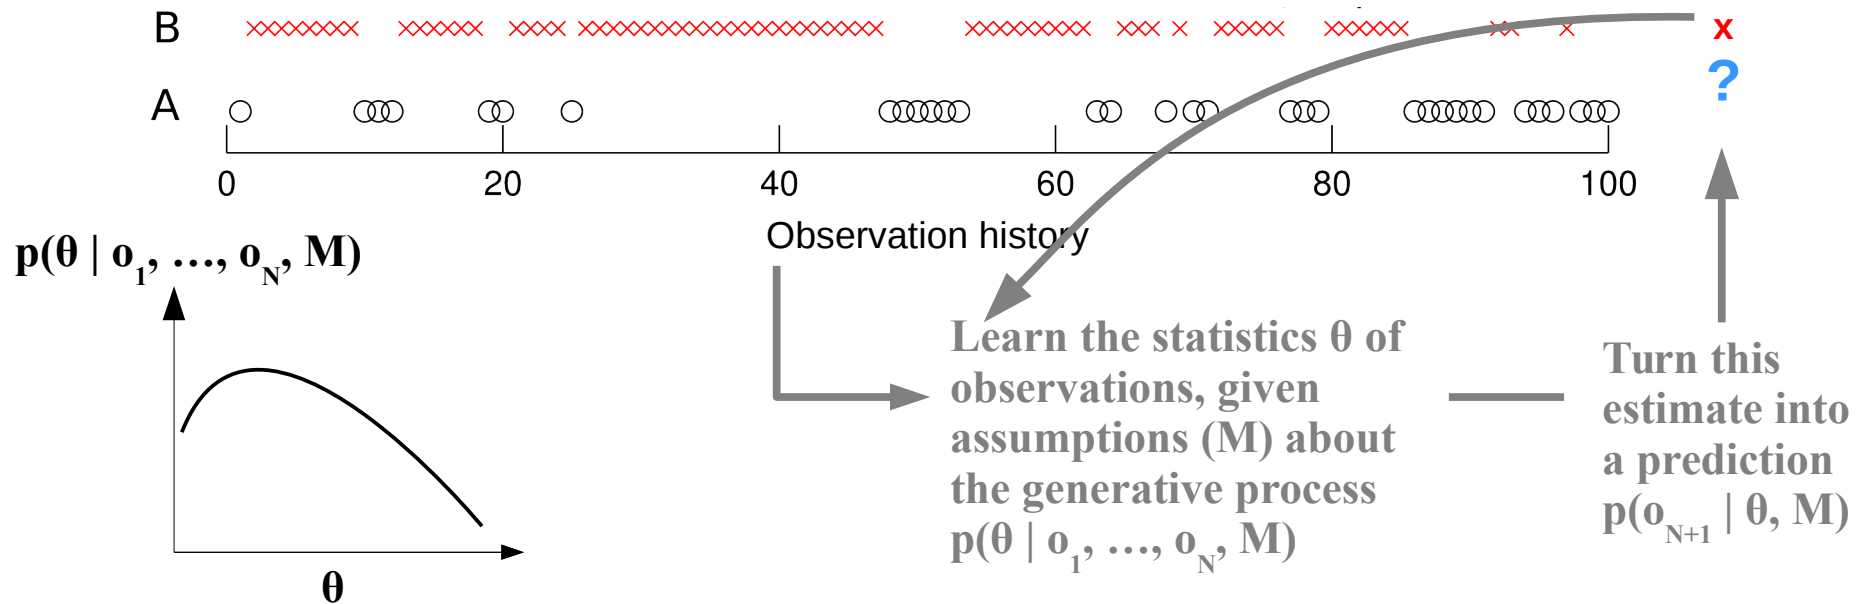 B
x
?
A
0 20 40 60 80 100
Observation history
p(θ | o1, …, oN, M)
θ
Learn the statistics θ of
observations, given
assumptions (M) about
the generative process
p(θ | o1, …, oN, M)
Turn this
estimate into
a prediction
p(oN+1 | θ, M)